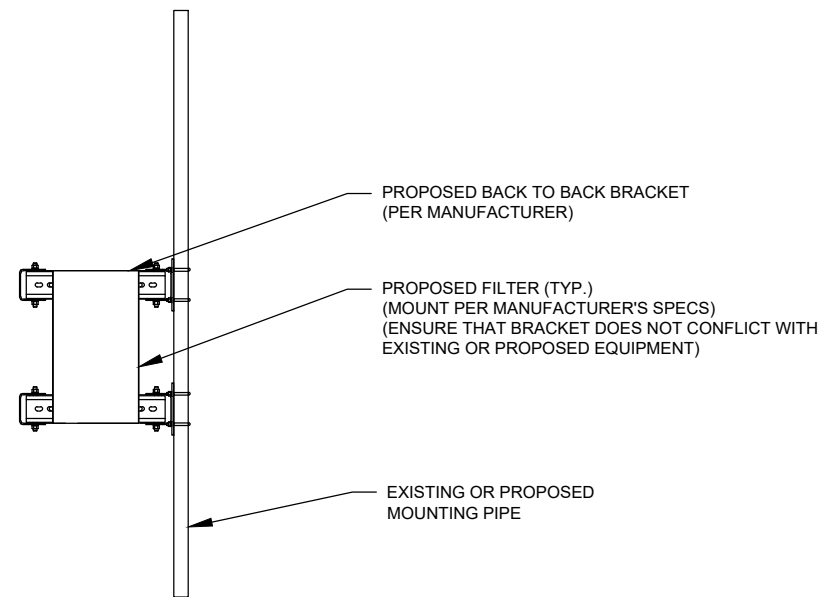 PROPOSED BACK TO BACK BRACKET
(PER MANUFACTURER)
PROPOSED FILTER (TYP.)
(MOUNT PER MANUFACTURER'S SPECS)
(ENSURE THAT BRACKET DOES NOT CONFLICT WITH
EXISTING OR PROPOSED EQUIPMENT)
EXISTING OR PROPOSED
MOUNTING PIPE